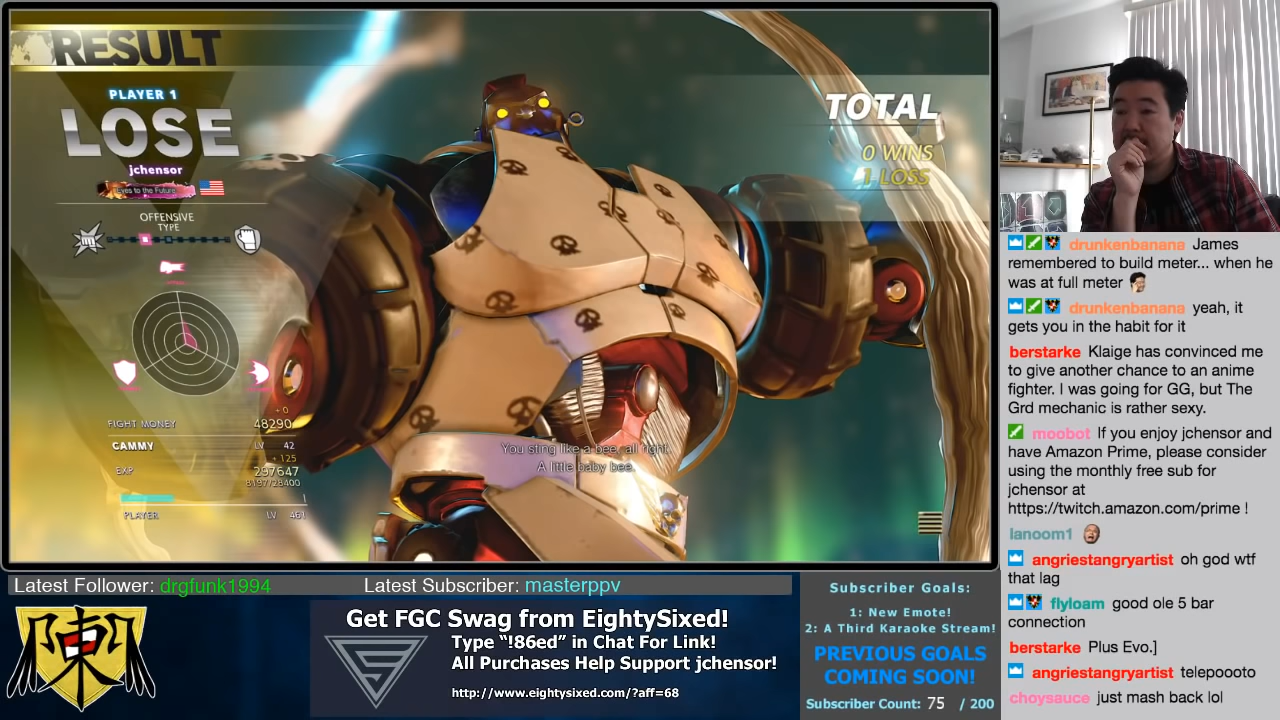 RESULT
PLAYER 1
LOSE
jchensor
Eyes to the Future
OFFENSIVE
TYPE
+ 0
FIGHT MONEY 48290
CAMMY LV 42
+ 125
EXP 297647
8197/28400
PLAYER LV 461
TOTAL
0 WINS
1 LOSS
You sting like a bee, all right.
A little baby bee.
drunkenbanana James
remembered to build meter... when he
was at full meter
drunkenbanana yeah, it
gets you in the habit for it
berstarke Klaige has convinced me
to give another chance to an anime
fighter. I was going for GG, but The
Grd mechanic is rather sexy.
moobot If you enjoy jchensor and
have Amazon Prime, please consider
using the monthly free sub for
jchensor at
https://twitch.amazon.com/prime !
lanoom1
angriestangryartist oh god wtf
that lag
flyloam good ole 5 bar
connection
berstarke Plus Evo.]
angriestangryartist telepoooto
choysauce just mash back lol
Latest Follower: drgfunk1994
Latest Subscriber: masterppv
東
Get FGC Swag from EightySixed!
Type "!86ed" in Chat For Link!
All Purchases Help Support jchensor!
http://www.eightysixed.com/?aff=68
Subscriber Goals:
1: New Emote!
2: A Third Karaoke Stream!
PREVIOUS GOALS
COMING SOON!
Subscriber Count: 75 / 200